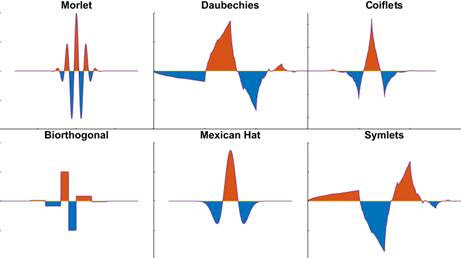 Morlet
Daubechies
Coiflets
Biorthogonal
Mexican Hat
Symlets